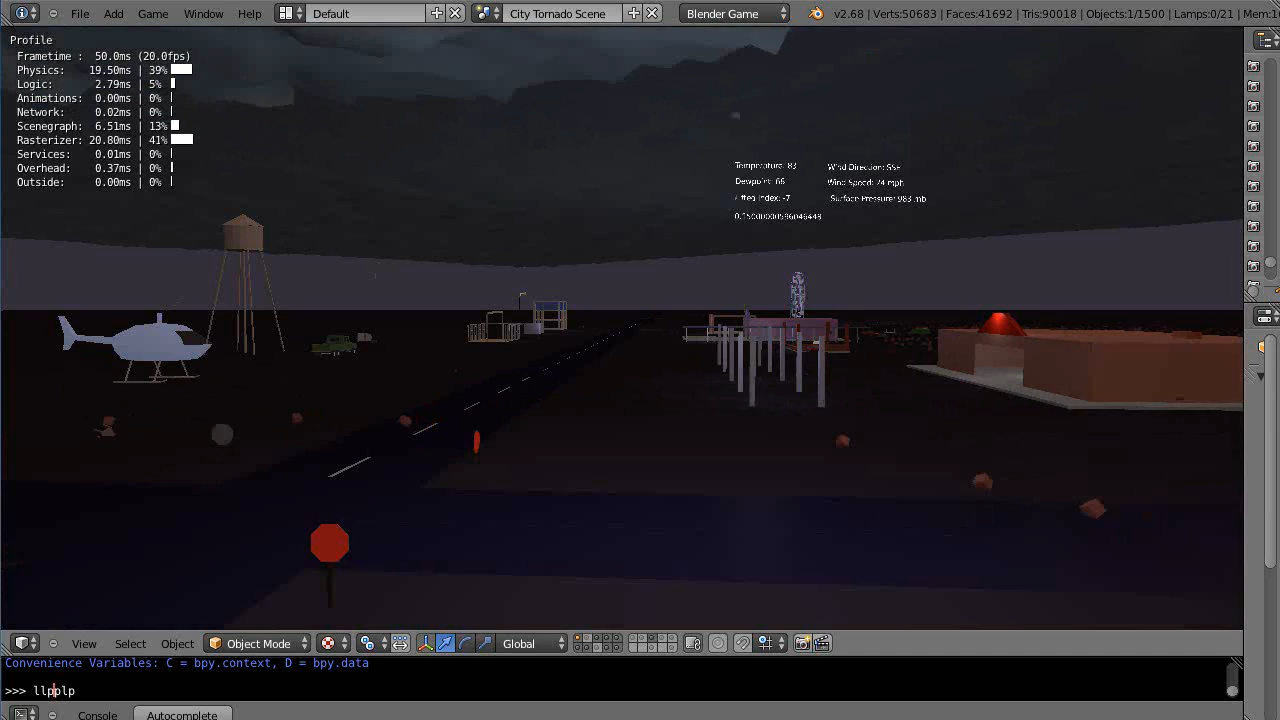 File Add Game Window Help Default City Tornado Scene Blender Game v2.68 | Verts:50683 | Faces:41692 | Tris:90018 | Objects:1/1500 | Lamps:0/21 |
Profile
Frametime : 50.0ms (20.0fps)
Physics: 19.50ms | 39%
Logic: 2.79ms | 5%
Animations: 0.00ms | 0%
Network: 0.02ms | 0%
Scenegraph: 6.51ms | 13%
Rasterizer: 20.80ms | 41%
Services: 0.01ms | 0%
Overhead: 0.37ms | 0%
Outside: 0.00ms | 0%
Temperature: 83 Wind Direction: SSE
Dewpoint: 66 Wind Speed: 24 mph
Index: -7 Surface Pressure: 983 mb
View Select Object Object Mode Global
Convenience Variables: C = bpy.context, D = bpy.data
>>> llpplp
Console Autocomplete